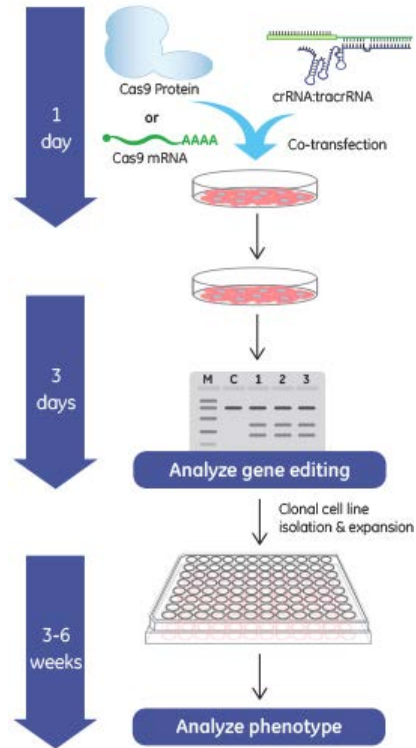 1
day
Cas9 Protein
or
AAAA
Cas9 mRNA
crRNA:tracrRNA
Co-transfection
3
days
M C 1 2 3
Analyze gene editing
Clonal cell line
isolation & expansion
3-6
weeks
Analyze phenotype